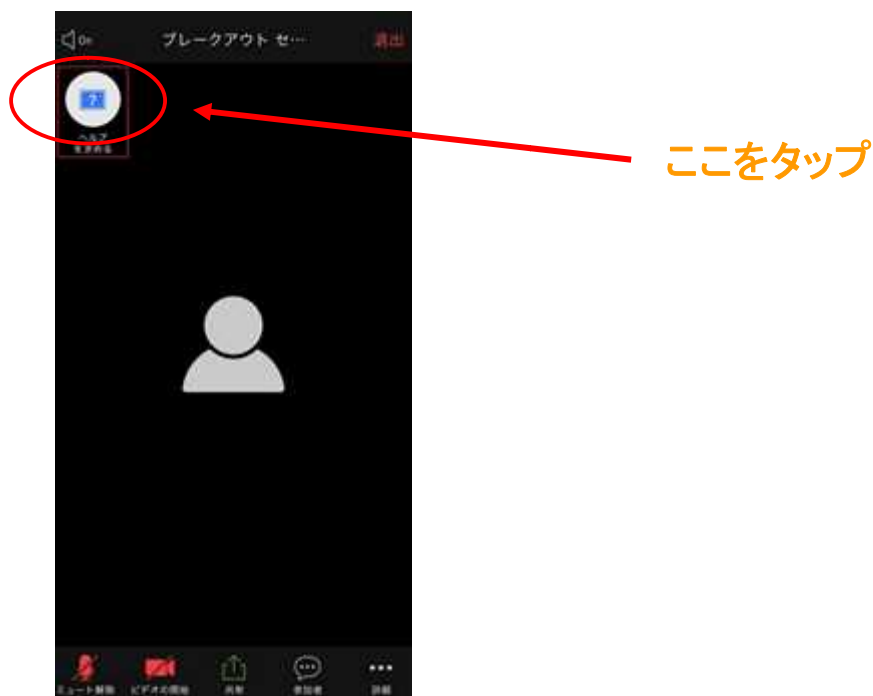 On
ブレークアウト セ…
退出
?
ヘルプ
を求める
ここをタップ
ミュート解除
ビデオの開始
共有
参加者
詳細